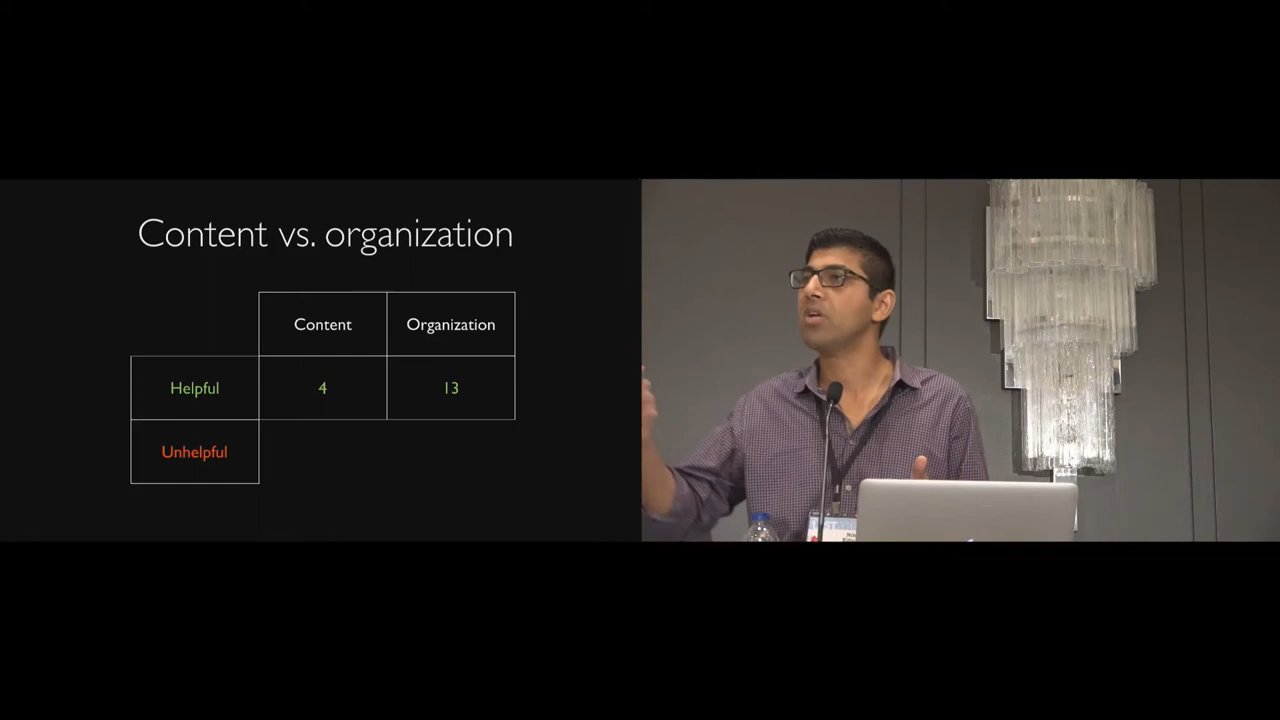 Content vs. organization
Content Organization
Helpful 4 13
Unhelpful